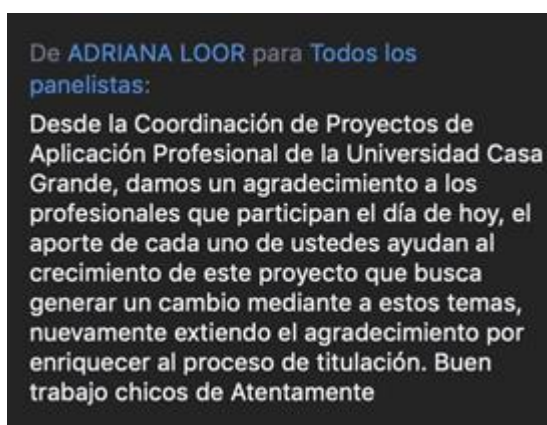 De ADRIANA LOOR para Todos los
panelistas:
Desde la Coordinación de Proyectos de
Aplicación Profesional de la Universidad Casa
Grande, damos un agradecimiento a los
profesionales que participan el día de hoy, el
aporte de cada uno de ustedes ayudan al
crecimiento de este proyecto que busca
generar un cambio mediante a estos temas,
nuevamente extiendo el agradecimiento por
enriquecer al proceso de titulación. Buen
trabajo chicos de Atentamente